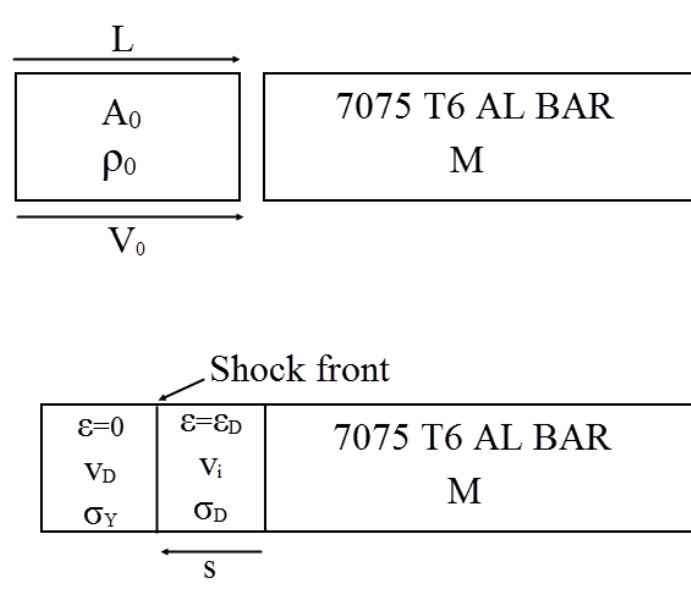 L
A₀
ρ₀
V₀
7075 T6 AL BAR
M
Shock front
ε=0
v_D
σ_Y
ε=ε_D
v_i
σ_D
s
7075 T6 AL BAR
M